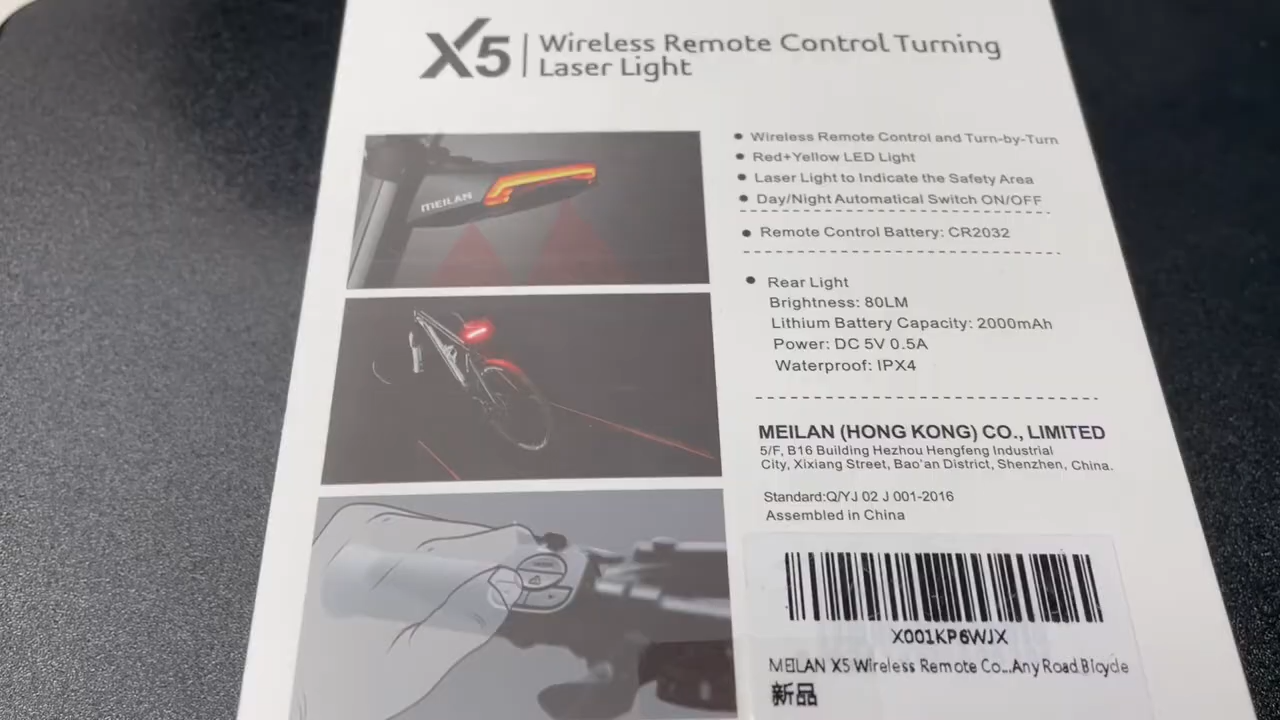 X5 | Wireless Remote Control Turning
Laser Light
MEILAN
• Wireless Remote Control and Turn-by-Turn
• Red+Yellow LED Light
• Laser Light to Indicate the Safety Area
• Day/Night Automatical Switch ON/OFF
• Remote Control Battery: CR2032
• Rear Light
Brightness: 80LM
Lithium Battery Capacity: 2000mAh
Power: DC 5V 0.5A
Waterproof: IPX4
MEILAN (HONG KONG) CO., LIMITED
5/F, B16 Building Hezhou Hengfeng Industrial
City, Xixiang Street, Bao'an District, Shenzhen, China.
Standard:Q/YJ 02 J 001-2016
Assembled in China
X001KP6WJX
MEILAN X5 Wireless Remote Co...Any Road Bicycle
新品